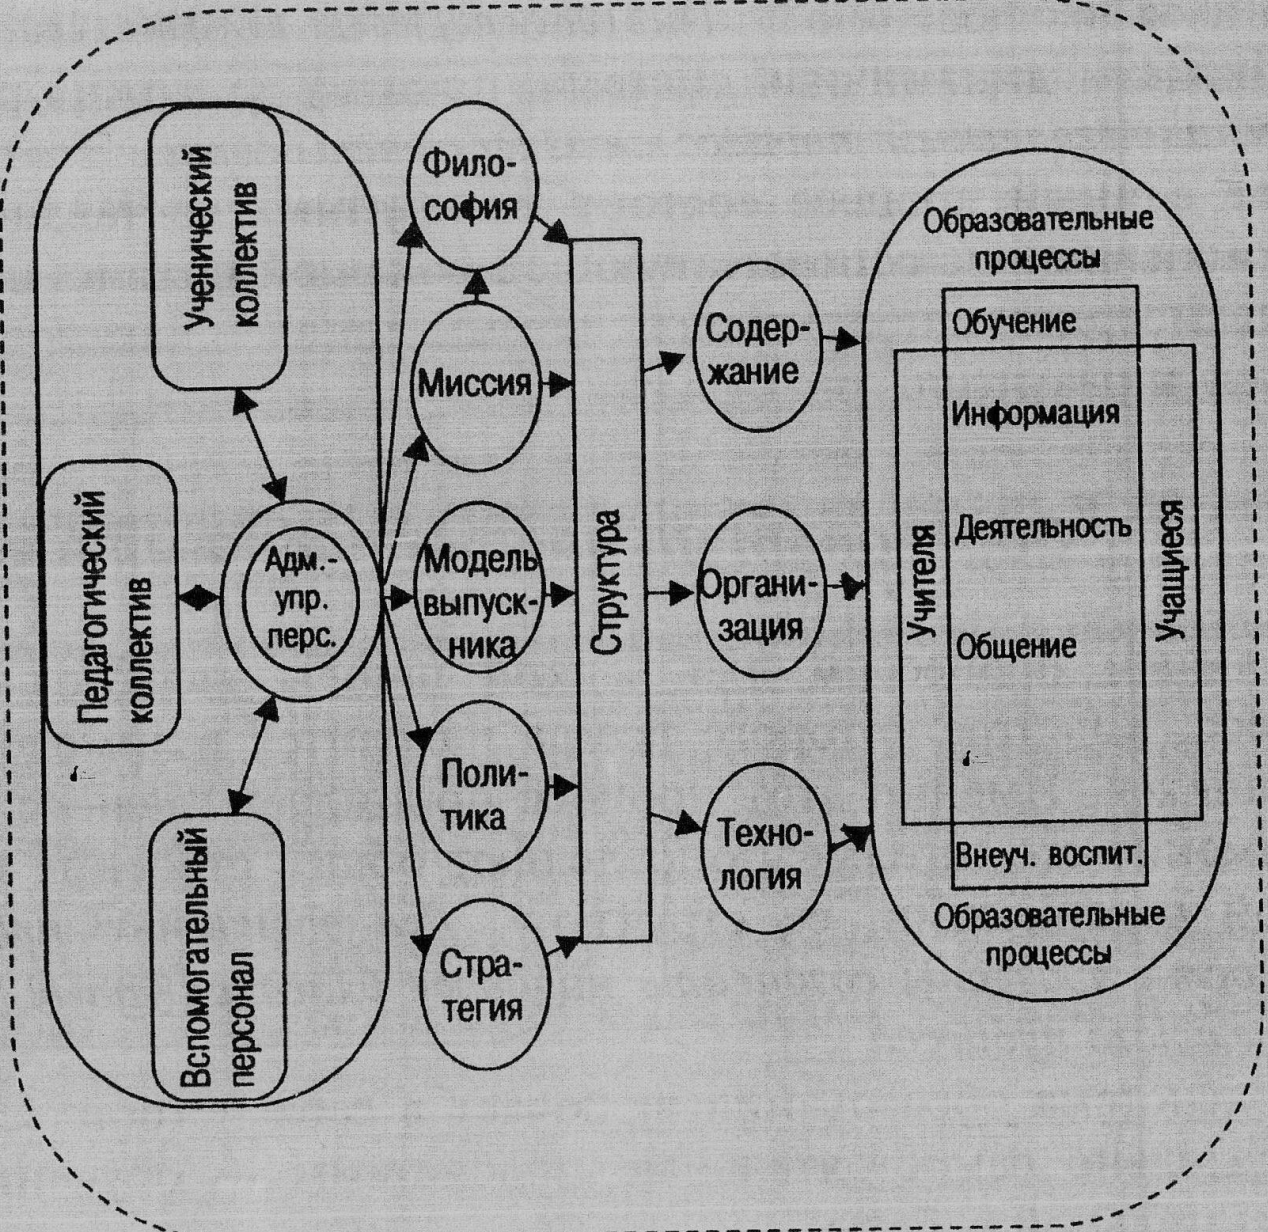 Ученический
коллектив
Педагогический
коллектив
Вспомогательный
персонал
Адм.-
упр.
перс.
Фило-
софия
Миссия
Модель
выпуск-
ника
Поли-
тика
Стра-
тегия
Структура
Содер-
жание
Органи-
зация
Техно-
логия
Образовательные
процессы
Обучение
Информация
Деятельность
Общение
Учителя
Учащиеся
Внеуч. воспит.
Образовательные
процессы